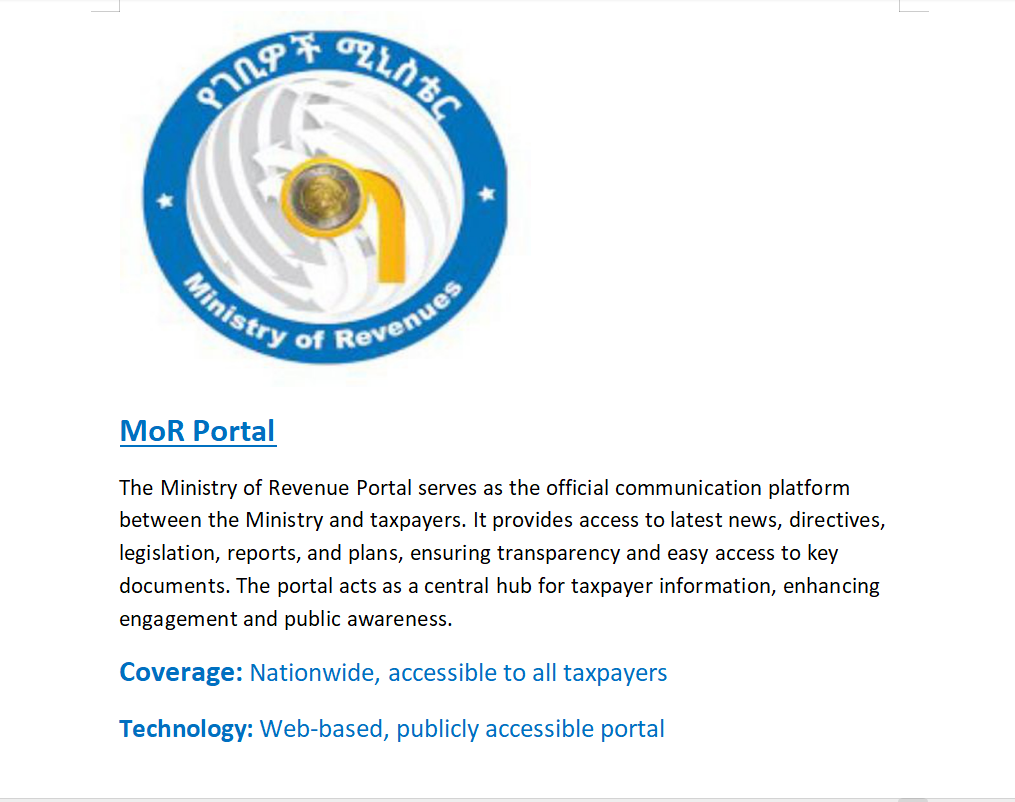 የገቢዎች ሚኒስቴር
Ministry of Revenues
MoR Portal
The Ministry of Revenue Portal serves as the official communication platform
between the Ministry and taxpayers. It provides access to latest news, directives,
legislation, reports, and plans, ensuring transparency and easy access to key
documents. The portal acts as a central hub for taxpayer information, enhancing
engagement and public awareness.
Coverage: Nationwide, accessible to all taxpayers
Technology: Web-based, publicly accessible portal